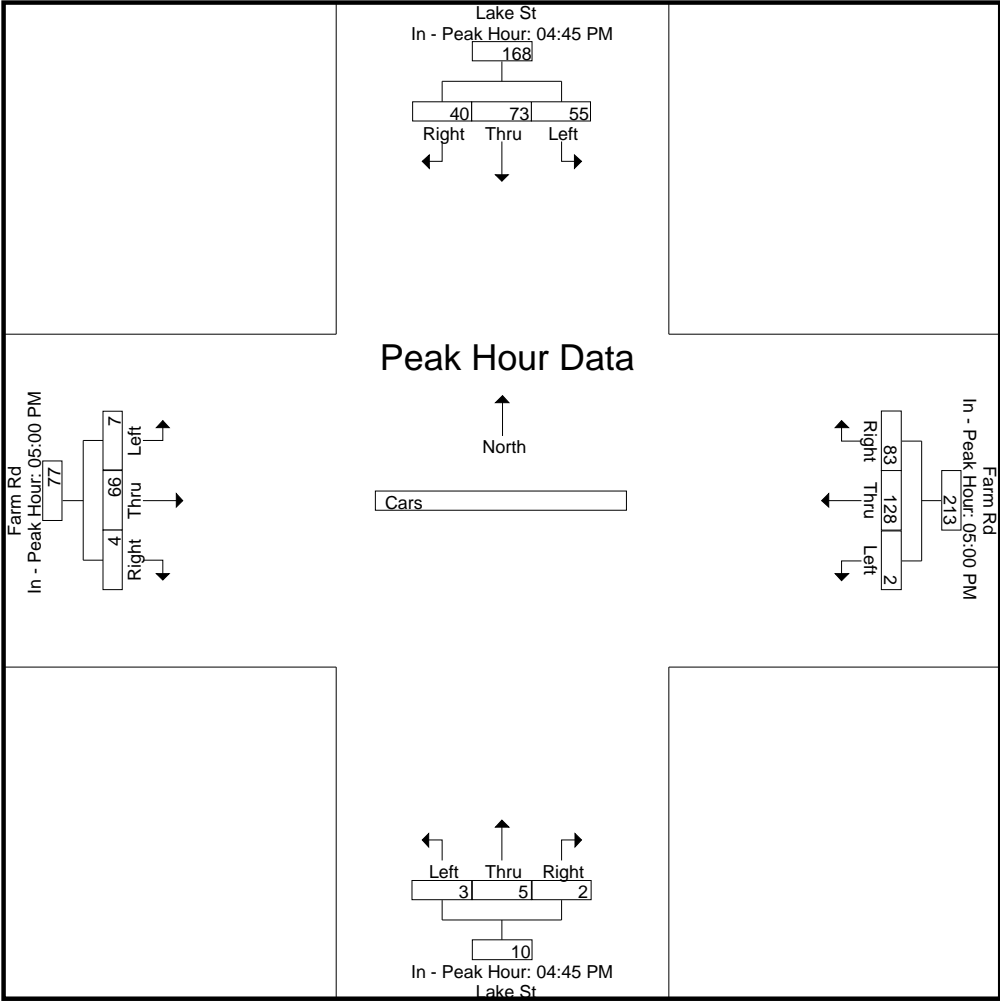 Lake St
In - Peak Hour: 04:45 PM
168
40 73 55
Right Thru Left
Peak Hour Data
North
Cars
Farm Rd
In - Peak Hour: 05:00 PM
77
7 66 4
Left Thru Right
Farm Rd
In - Peak Hour: 05:00 PM
213
83 128 2
Right Thru Left
Left Thru Right
3 5 2
10
In - Peak Hour: 04:45 PM
Lake St